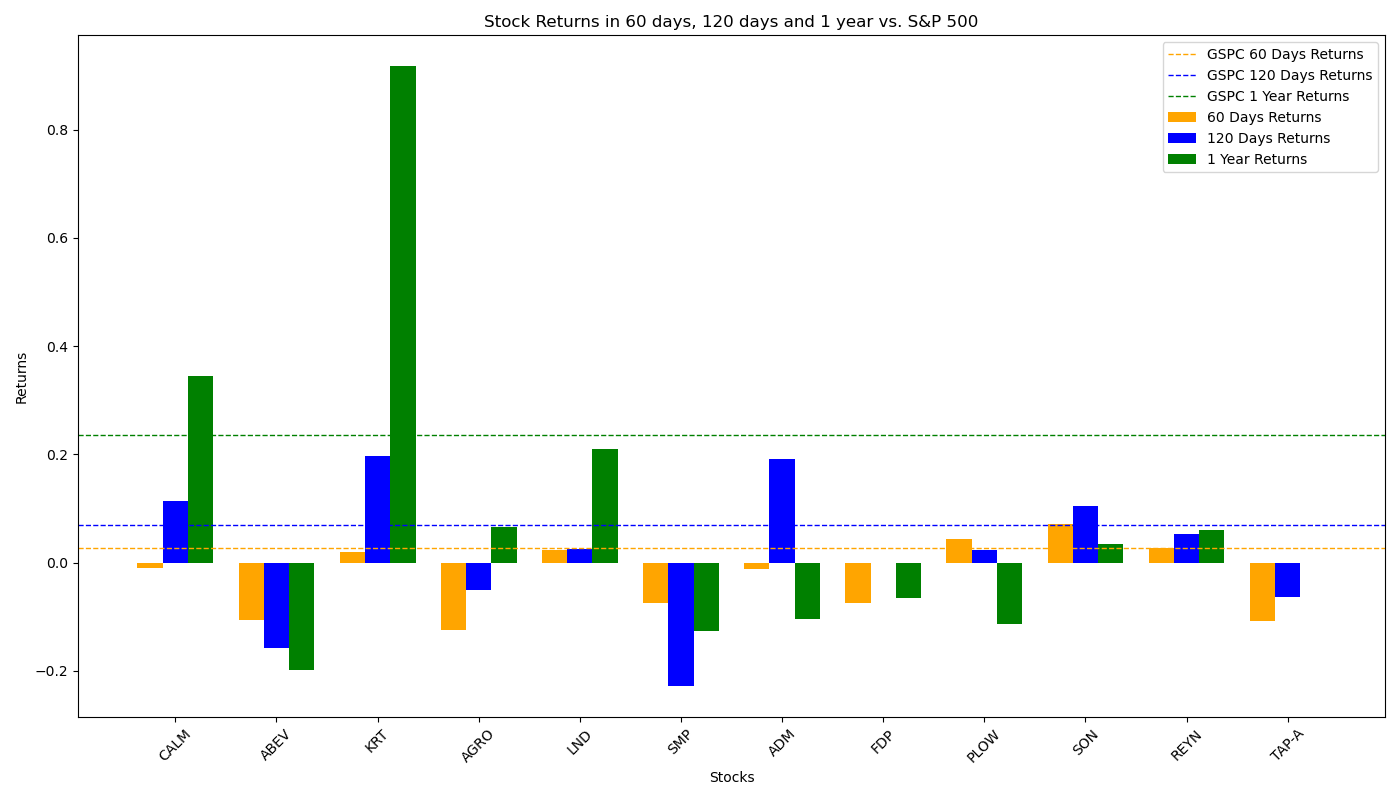 Stock Returns in 60 days, 120 days and 1 year vs. S&P 500
GSPC 60 Days Returns
GSPC 120 Days Returns
GSPC 1 Year Returns
60 Days Returns
120 Days Returns
1 Year Returns
Returns
0.8
0.6
0.4
0.2
0.0
−0.2
CALM
ABEV
KRT
AGRO
LND
SMP
ADM
FDP
PLOW
SON
REYN
TAP-A
Stocks